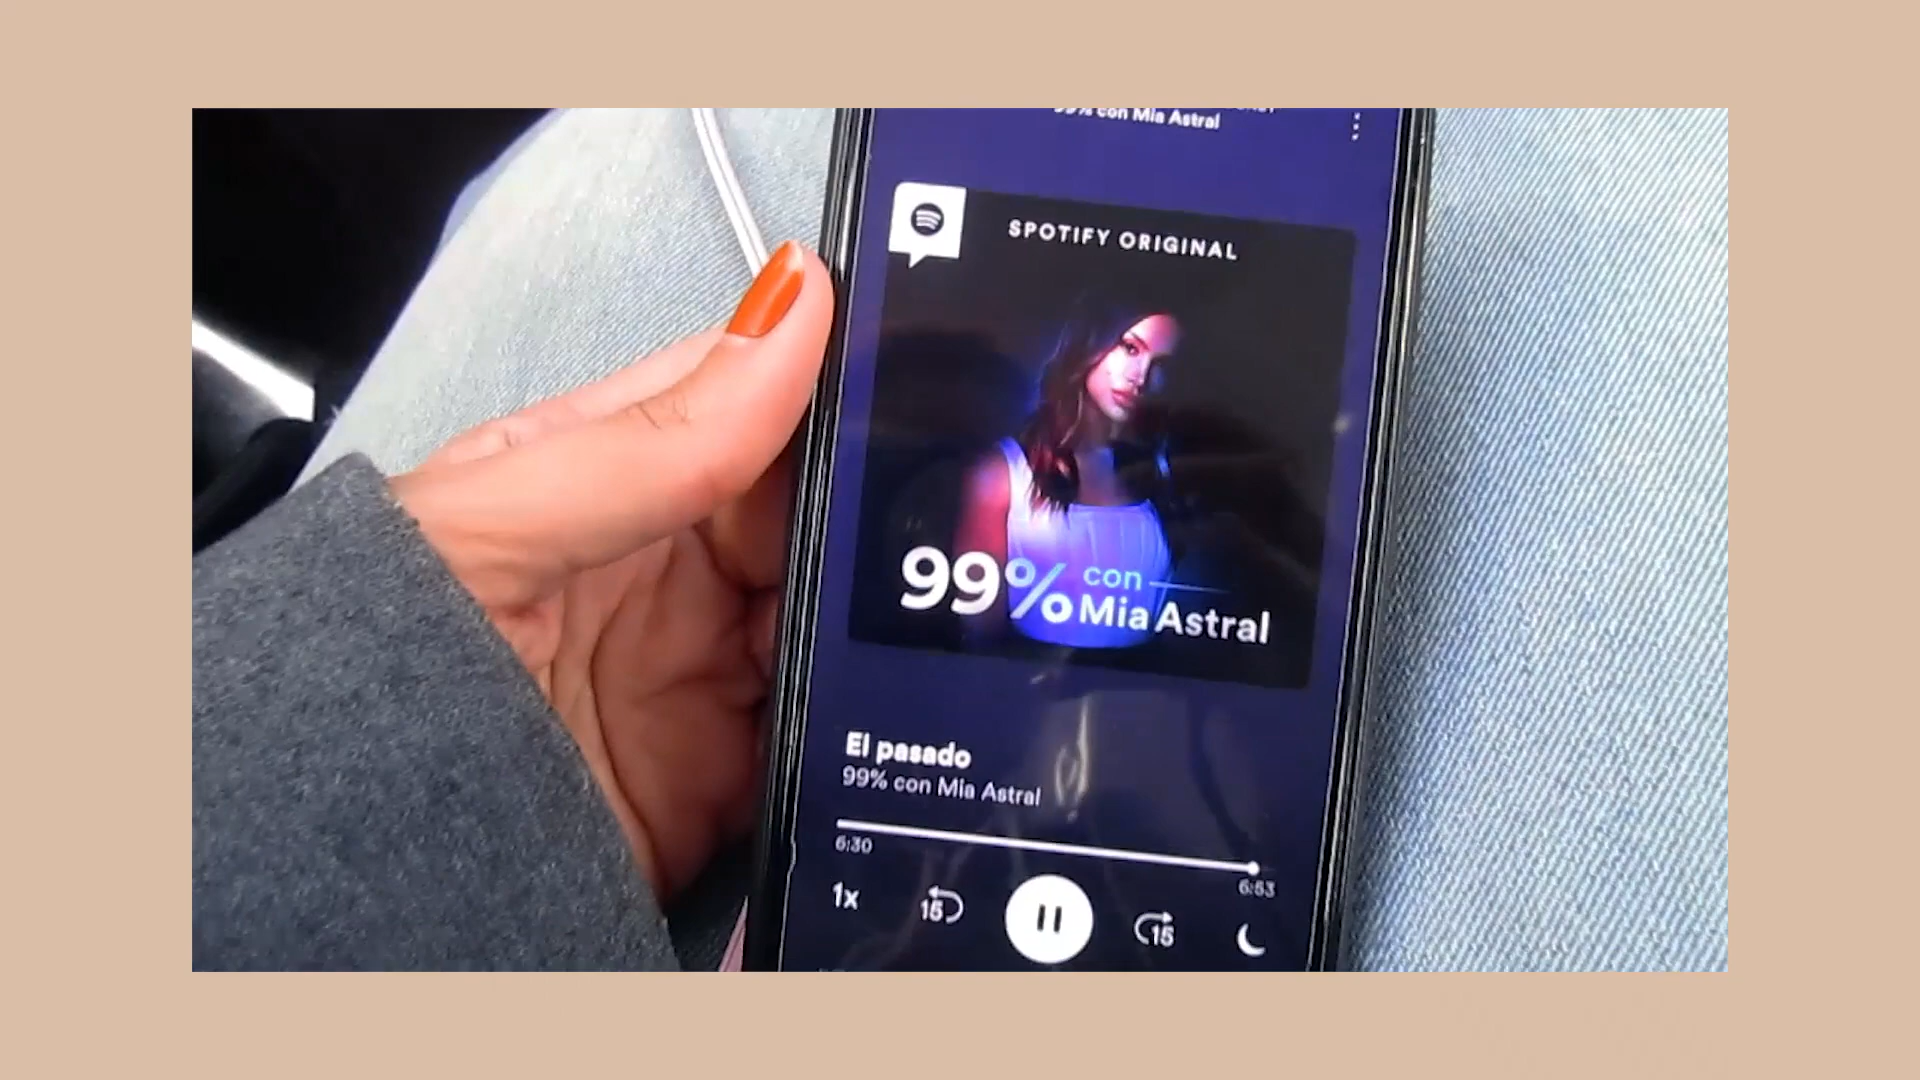 99% con Mia Astral
SPOTIFY ORIGINAL
99% con
Mia Astral
El pasado
99% con Mia Astral
6:30
6:53
1x
15
15